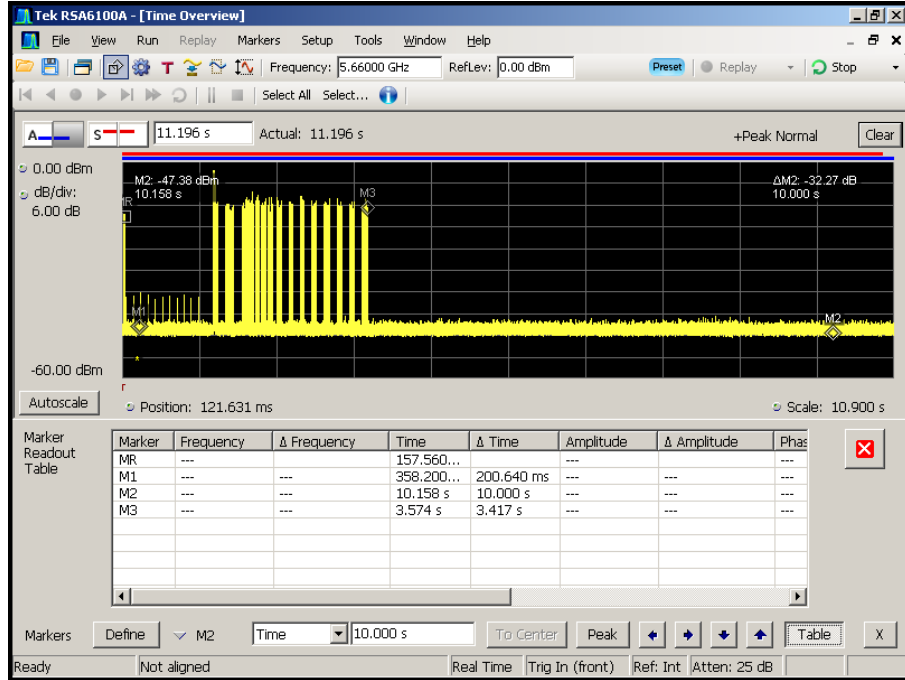 Tek RSA6100A - [Time Overview]
File View Run Replay Markers Setup Tools Window Help
Frequency: 5.66000 GHz RefLev: 0.00 dBm Preset Replay Stop
Select All Select...
A S 11.196 s Actual: 11.196 s +Peak Normal Clear
0.00 dBm
dB/div:
6.00 dB
-60.00 dBm
M2: -47.38 dBm
10.158 s
ΔM2: -32.27 dB
10.000 s
M3
M1
M2
Autoscale Position: 121.631 ms Scale: 10.900 s
Marker Readout Table
Marker Frequency Δ Frequency Time Δ Time Amplitude Δ Amplitude Phas
MR --- 157.560... --- ---
M1 --- --- 358.200... 200.640 ms --- --- ---
M2 --- --- 10.158 s 10.000 s --- --- ---
M3 --- --- 3.574 s 3.417 s --- --- ---
Markers Define M2 Time 10.000 s To Center Peak Table X
Ready Not aligned Real Time Trig In (front) Ref: Int Atten: 25 dB